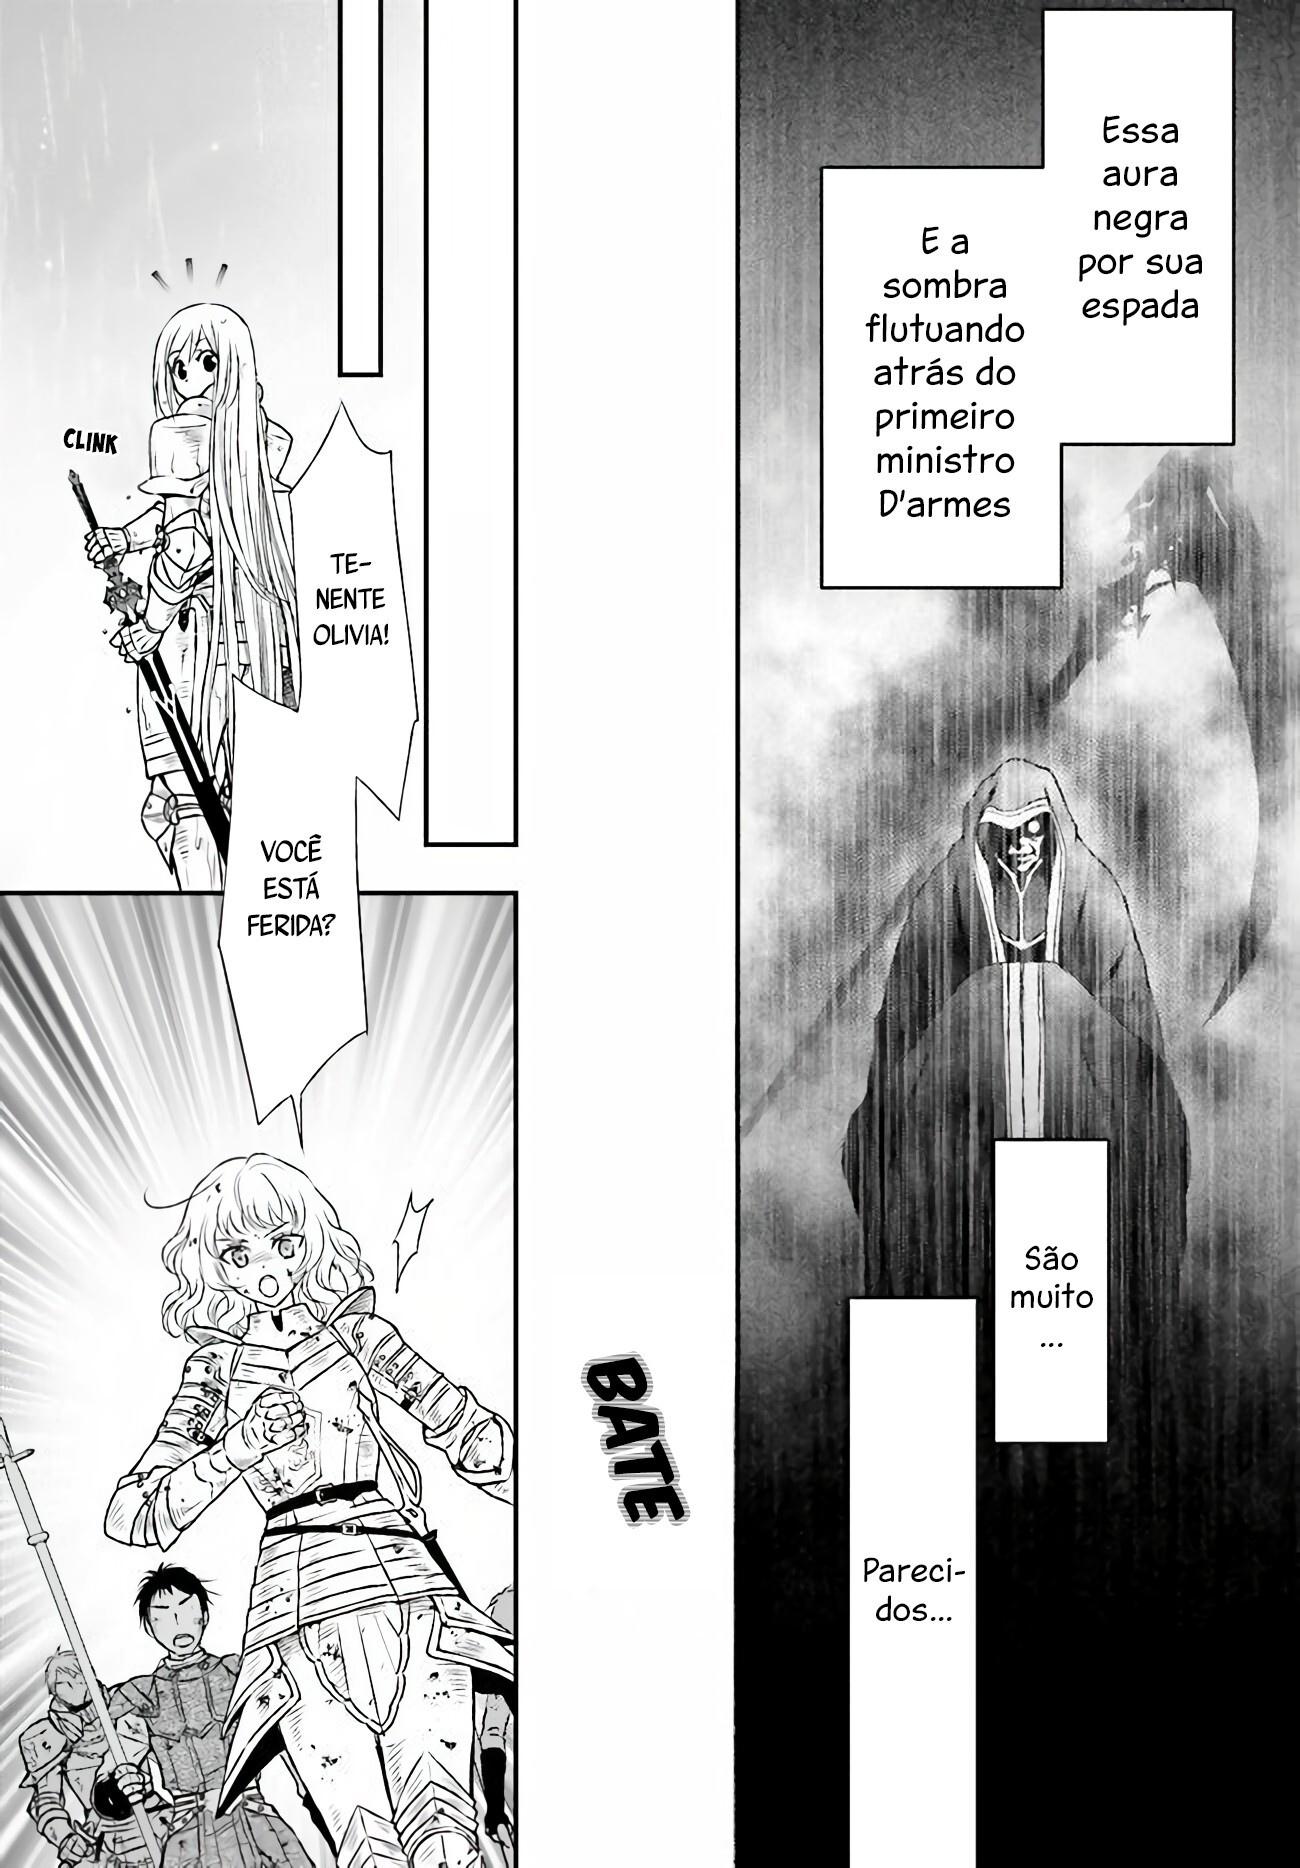 Essa
aura
negra
por sua
espada
E a
sombra
flutuando
atrás do
primeiro
ministro
D'armes
São
muito
...
Pareci-
dos...
BATE
TE-
NENTE
OLIVIA!
CLINK
VOCÊ
ESTÁ
FERIDA?